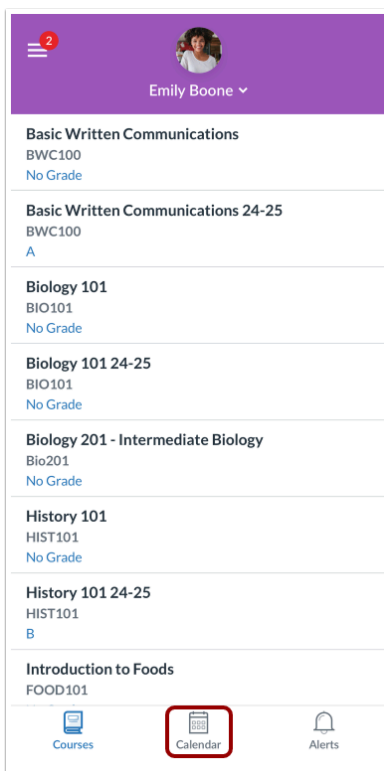 2
Emily Boone
Basic Written Communications
BWC100
No Grade
Basic Written Communications 24-25
BWC100
A
Biology 101
BIO101
No Grade
Biology 101 24-25
BIO101
No Grade
Biology 201 - Intermediate Biology
Bio201
No Grade
History 101
HIST101
No Grade
History 101 24-25
HIST101
B
Introduction to Foods
FOOD101
Courses
Calendar
Alerts